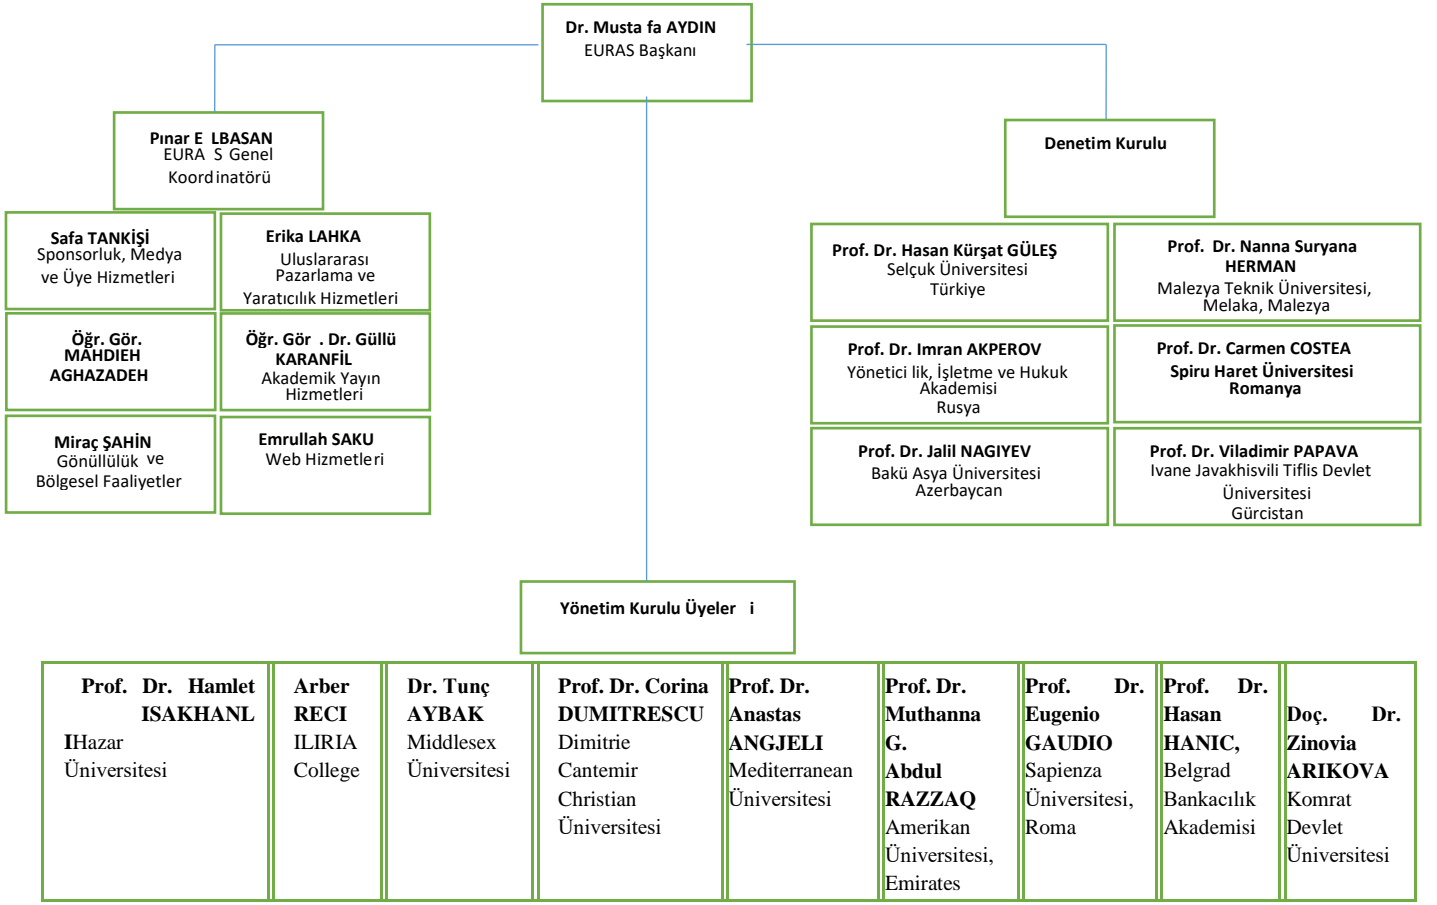 Dr. Musta fa AYDIN
EURAS Başkanı
Pınar E LBASAN
EURA S Genel
Koordinatörü
Denetim Kurulu
Safa TANKİŞİ
Sponsorluk, Medya
ve Üye Hizmetleri
Erika LAHKA
Uluslararası
Pazarlama ve
Yaratıcılık Hizmetleri
Öğr. Gör.
MAHDIEH
AGHAZADEH
Öğr. Gör . Dr. Güllü
KARANFİL
Akademik Yayın
Hizmetleri
Miraç ŞAHİN
Gönüllülük ve
Bölgesel Faaliyetler
Emrullah SAKU
Web Hizmetleri
Prof. Dr. Hasan Kürşat GÜLEŞ
Selçuk Üniversitesi
Türkiye
Prof. Dr. Nanna Suryana
HERMAN
Malezya Teknik Üniversitesi,
Melaka, Malezya
Prof. Dr. Imran AKPEROV
Yönetici lik, İşletme ve Hukuk
Akademisi
Rusya
Prof. Dr. Carmen COSTEA
Spiru Haret Üniversitesi
Romanya
Prof. Dr. Jalil NAGIYEV
Bakü Asya Üniversitesi
Azerbaycan
Prof. Dr. Viladimir PAPAVA
Ivane Javakhisvili Tiflis Devlet
Üniversitesi
Gürcistan
Yönetim Kurulu Üyeler i
Prof. Dr. Hamlet
ISAKHANL
IHazar
Üniversitesi
Arber
RECI
ILIRIA
College
Dr. Tunç
AYBAK
Middlesex
Üniversitesi
Prof. Dr. Corina
DUMITRESCU
Dimitrie
Cantemir
Christian
Üniversitesi
Prof. Dr.
Anastas
ANGJELI
Mediterranean
Üniversitesi
Prof. Dr.
Muthanna
G.
Abdul
RAZZAQ
Amerikan
Üniversitesi,
Emirates
Prof. Dr.
Eugenio
GAUDIO
Sapienza
Üniversitesi,
Roma
Prof. Dr.
Hasan
HANIC,
Belgrad
Bankacılık
Akademisi
Doç. Dr.
Zinovia
ARIKOVA
Komrat
Devlet
Üniversitesi